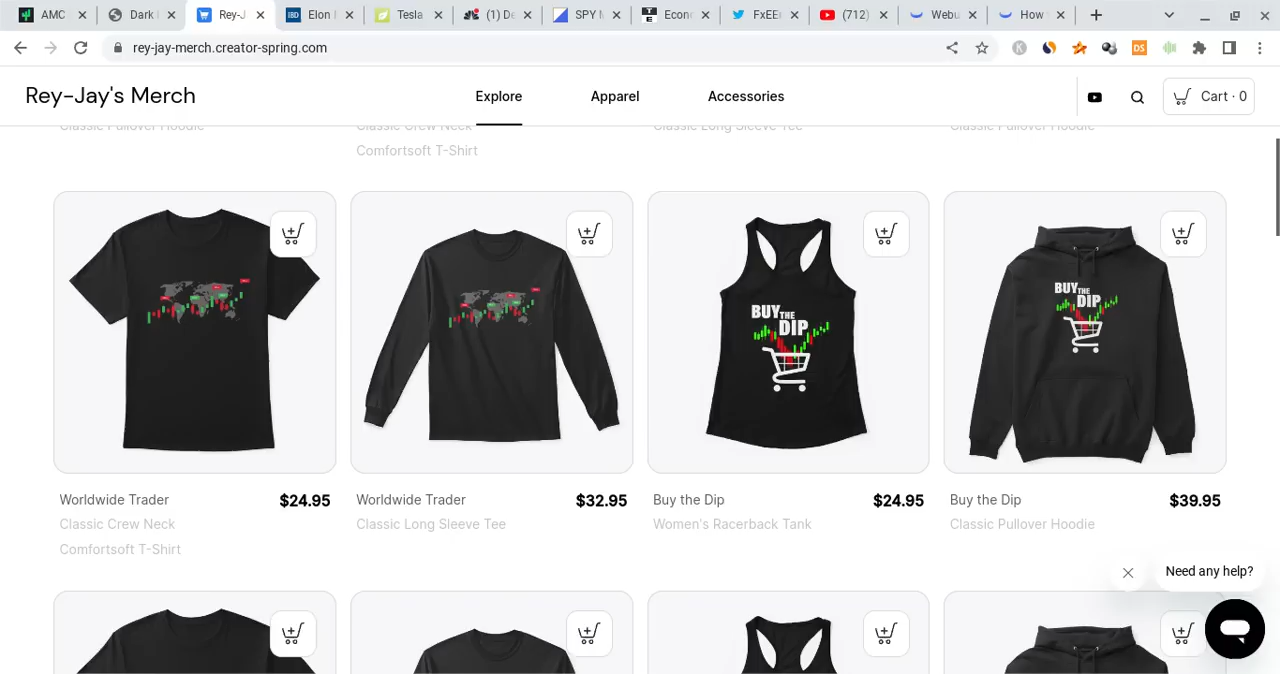 AMC
Dark
Rey-J
Elon
Tesla
(1) De
SPY
Econ
FxEE
(712)
Webu
How
rey-jay-merch.creator-spring.com
Rey-Jay's Merch
Explore
Apparel
Accessories
Cart · 0
Classic Pullover Hoodie
Classic Crew Neck
Comfortsoft T-Shirt
Classic Long Sleeve Tee
Classic Pullover Hoodie
BUY THE DIP
BUY THE DIP
Worldwide Trader
$24.95
Classic Crew Neck
Comfortsoft T-Shirt
Worldwide Trader
$32.95
Classic Long Sleeve Tee
Buy the Dip
$24.95
Women's Racerback Tank
Buy the Dip
$39.95
Classic Pullover Hoodie
Need any help?